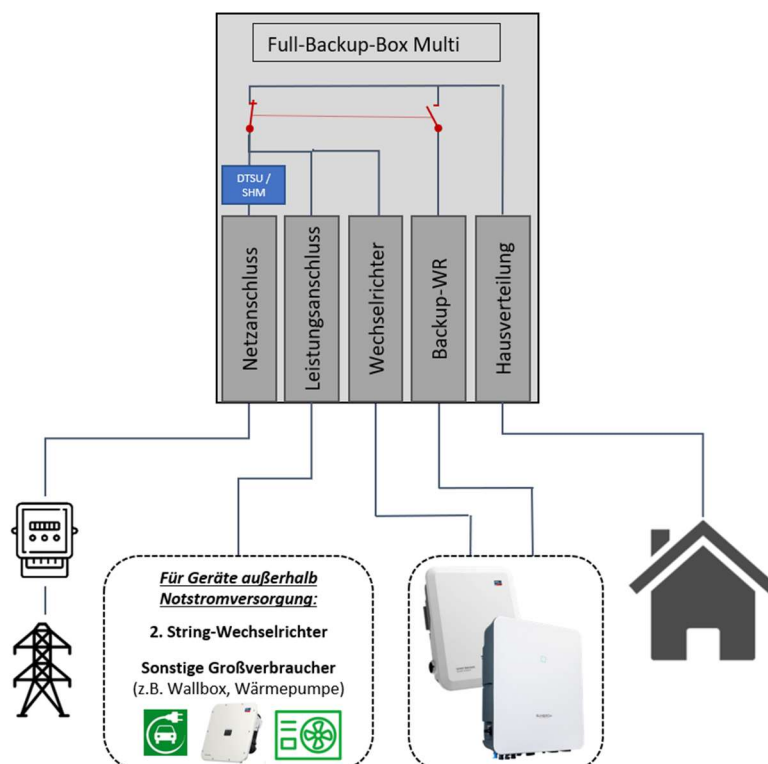 Full-Backup-Box Multi
DTSU /
SHM
Netzanschluss
Leistungsanschluss
Wechselrichter
Backup-WR
Hausverteilung
Für Geräte außerhalb
Notstromversorgung:
2. String-Wechselrichter
Sonstige Großverbraucher
(z.B. Wallbox, Wärmepumpe)